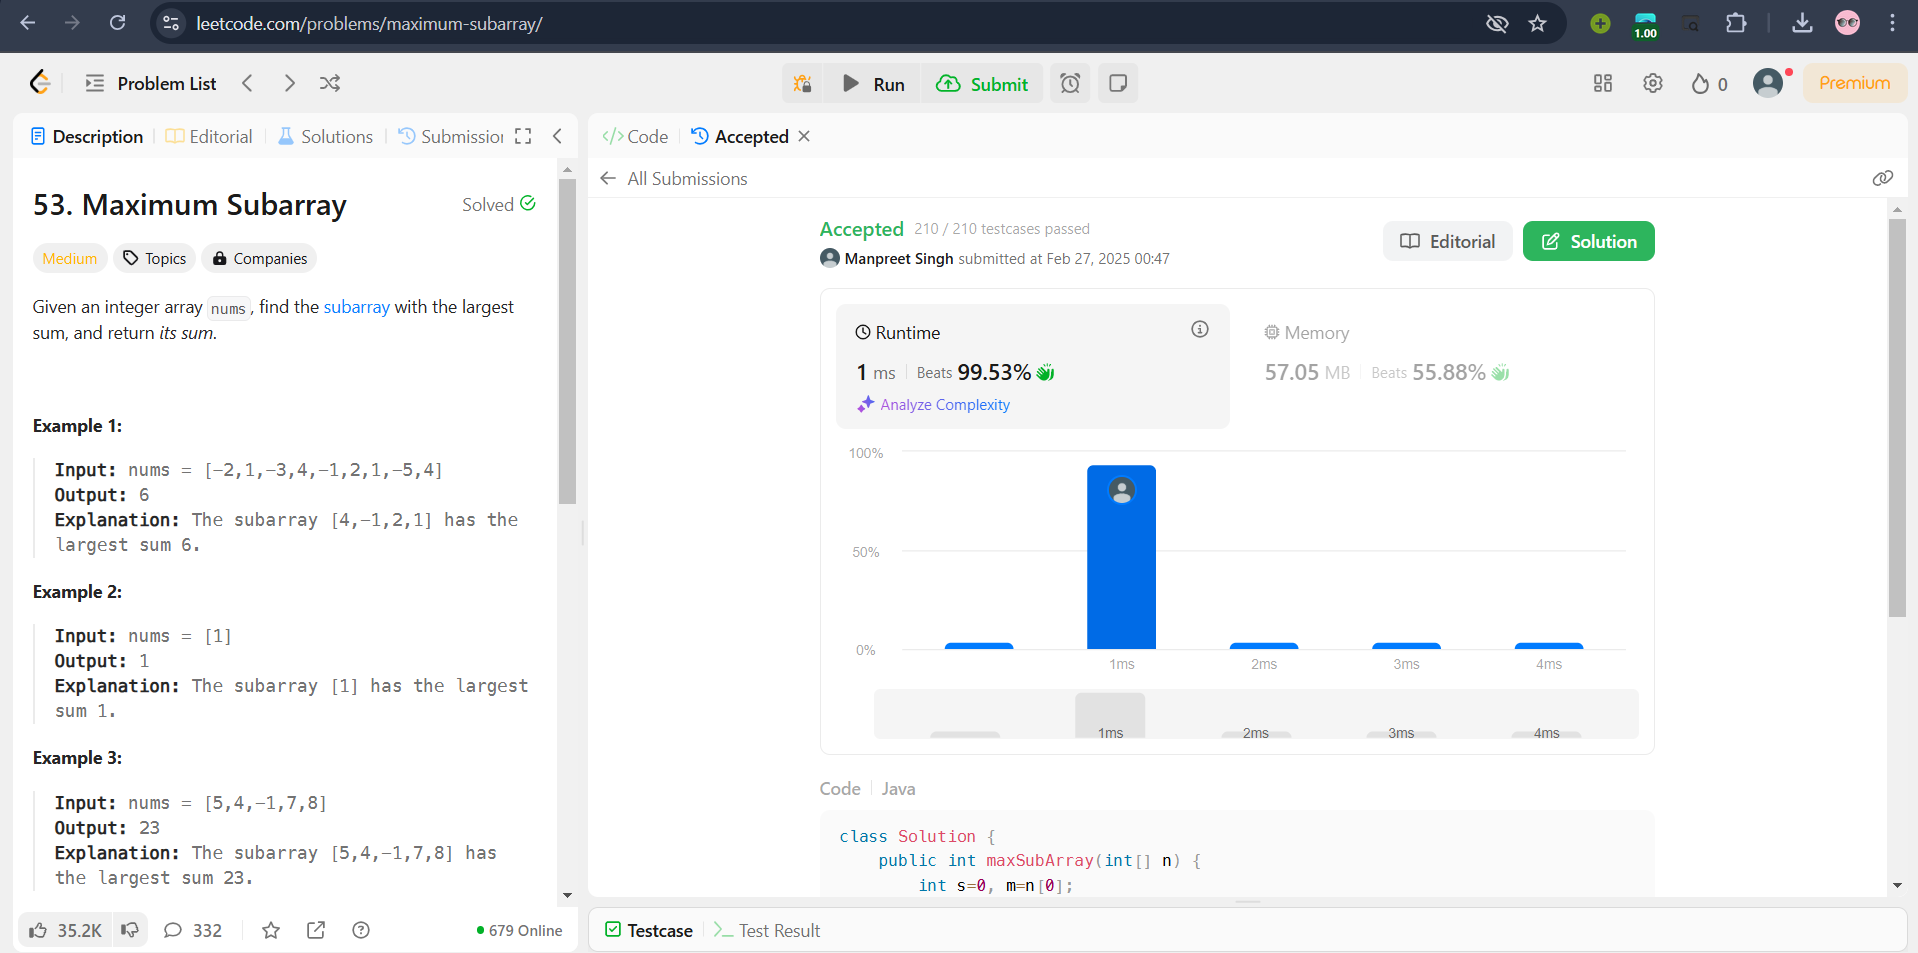 leetcode.com/problems/maximum-subarray/
1.00
Problem List
Run
Submit
0
Premium
Description
Editorial
Solutions
Submission
Code
Accepted
All Submissions
53. Maximum Subarray
Solved
Medium
Topics
Companies
Given an integer array nums, find the subarray with the largest
sum, and return its sum.
Example 1:
Input: nums = [-2,1,-3,4,-1,2,1,-5,4]
Output: 6
Explanation: The subarray [4,-1,2,1] has the
largest sum 6.
Example 2:
Input: nums = [1]
Output: 1
Explanation: The subarray [1] has the largest
sum 1.
Example 3:
Input: nums = [5,4,-1,7,8]
Output: 23
Explanation: The subarray [5,4,-1,7,8] has
the largest sum 23.
35.2K
332
679 Online
Accepted 210 / 210 testcases passed
Manpreet Singh submitted at Feb 27, 2025 00:47
Editorial
Solution
Runtime
1 ms Beats 99.53%
Analyze Complexity
Memory
57.05 MB Beats 55.88%
100%
50%
0%
1ms 2ms 3ms 4ms
1ms 2ms 3ms 4ms
Code Java
class Solution {
public int maxSubArray(int[] n) {
int s=0, m=n[0];
Testcase
Test Result